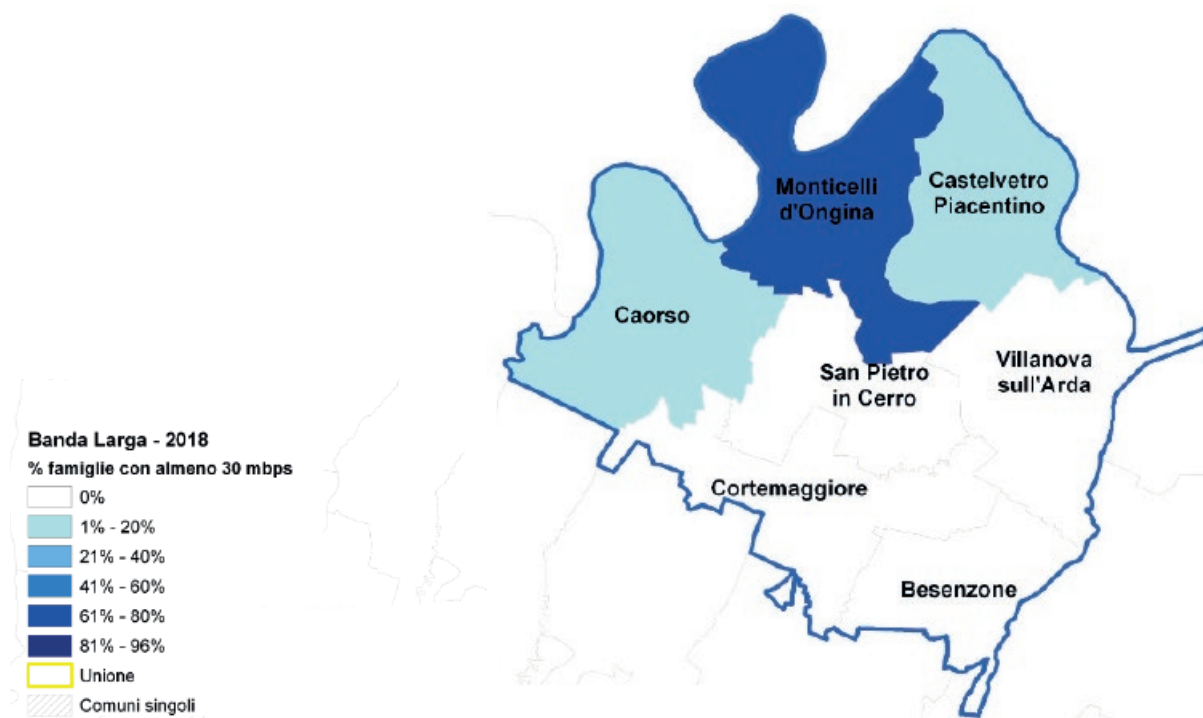 Monticelli
d'Ongina
Castelvetro
Piacentino
Caorso
San Pietro
in Cerro
Villanova
sull'Arda
Cortemaggiore
Besenzone
Banda Larga - 2018
% famiglie con almeno 30 mbps
0%
1% - 20%
21% - 40%
41% - 60%
61% - 80%
81% - 96%
Unione
Comuni singoli